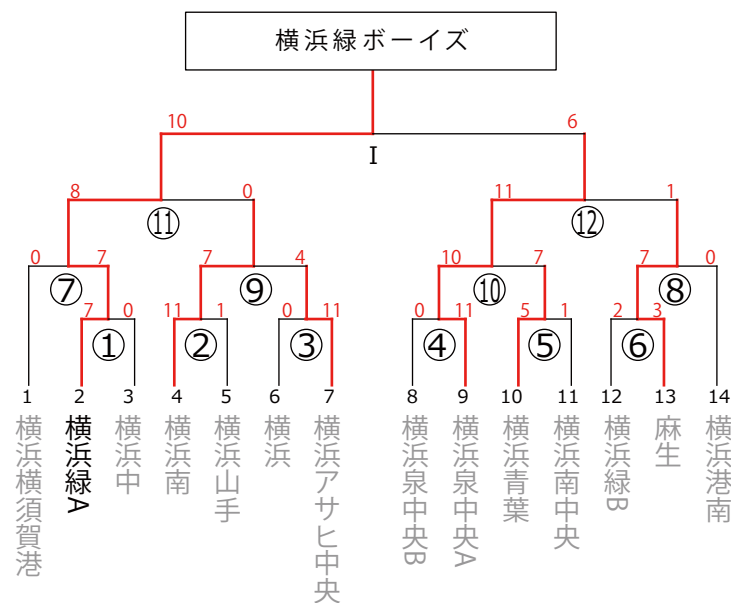 横浜緑ボーイズ
10 6
I
8 0 11 1
⑪ ⑫
0 7 7 4 10 7 7 0
⑦ ⑨ ⑩ ⑧
7 0 11 1 0 11 0 11 5 1 2 3
① ② ③ ④ ⑤ ⑥
1 2 3 4 5 6 7 8 9 10 11 12 13 14
横浜横須賀港
横浜緑A
横浜中
横浜南
横浜山手
横浜
横浜アサヒ中央
横浜泉中央B
横浜泉中央A
横浜青葉
横浜南中央
横浜緑B
麻生
横浜港南